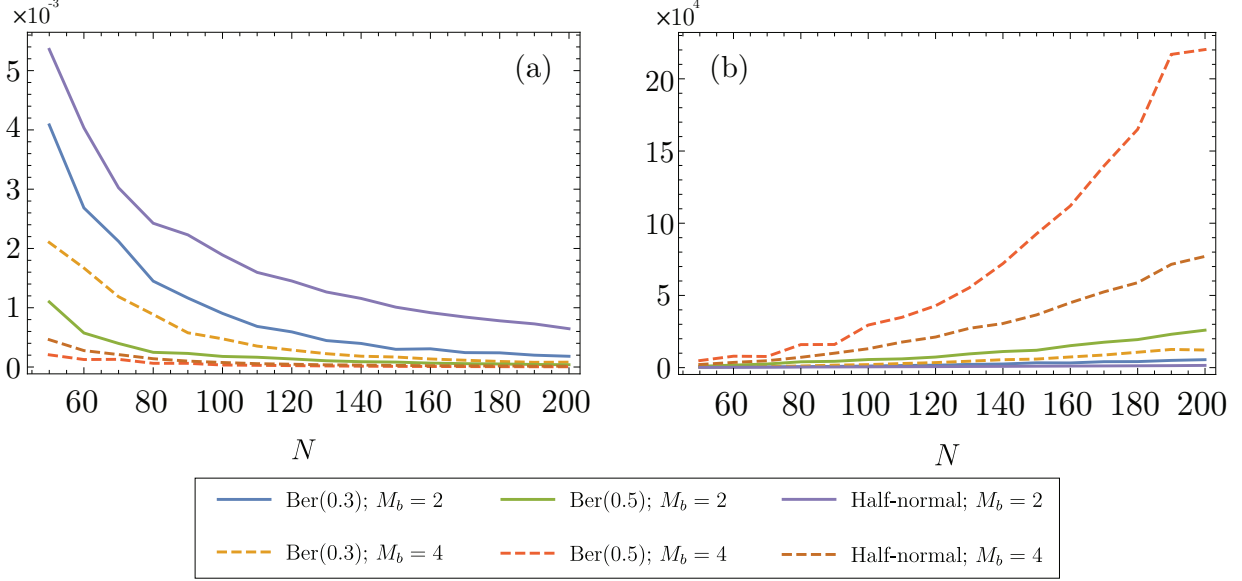 ×10⁻³
5
4
3
2
1
0
(a)
60 80 100 120 140 160 180 200
N
×10⁴
20
15
10
5
0
(b)
60 80 100 120 140 160 180 200
N
Ber(0.3); M_b = 2 Ber(0.5); M_b = 2 Half-normal; M_b = 2
Ber(0.3); M_b = 4 Ber(0.5); M_b = 4 Half-normal; M_b = 4